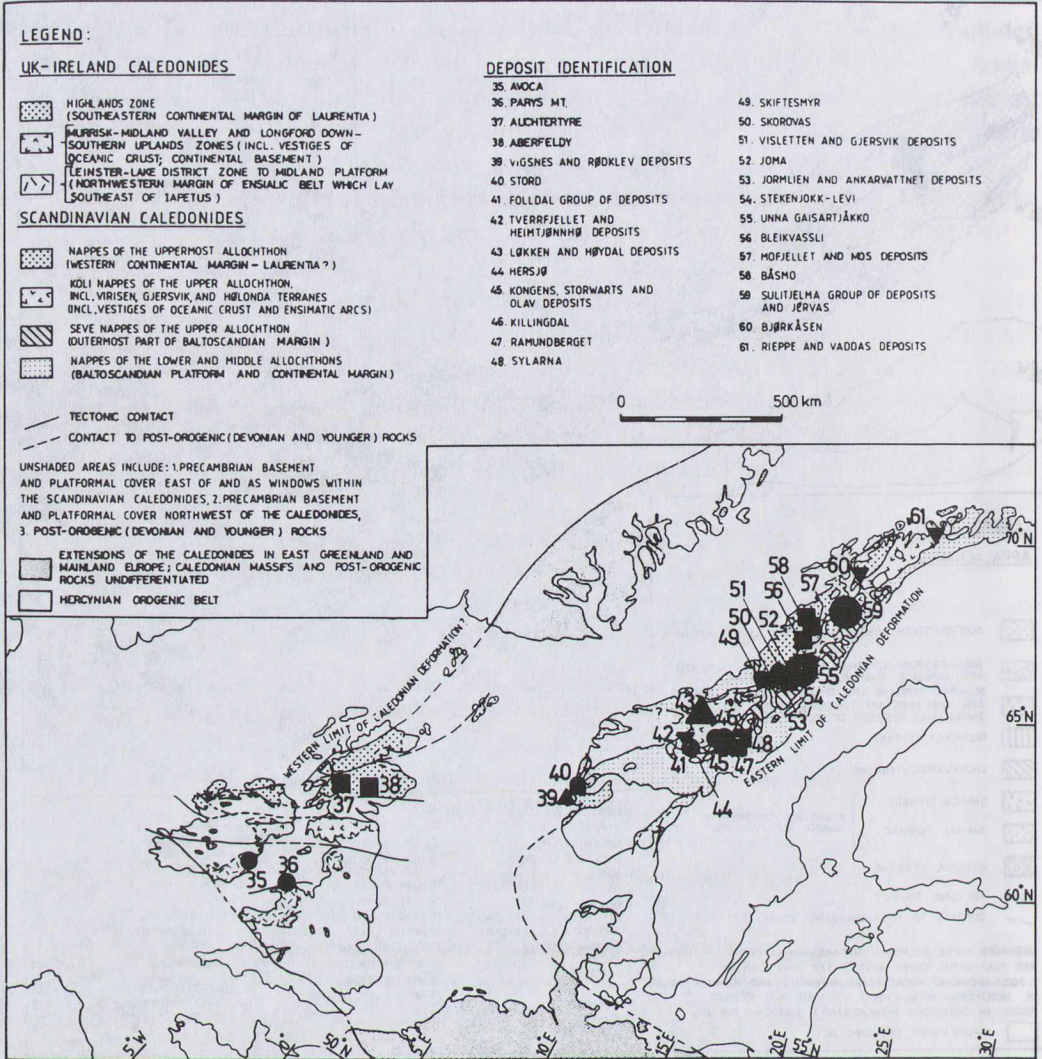 LEGEND:
UK-IRELAND CALEDONIDES
HIGHLANDS ZONE
(SOUTHEASTERN CONTINENTAL MARGIN OF LAURENTIA)
MURRISK-MIDLAND VALLEY AND LONGFORD DOWN-
SOUTHERN UPLANDS ZONES (INCL. VESTIGES OF
OCEANIC CRUST; CONTINENTAL BASEMENT)
LEINSTER-LAKE DISTRICT ZONE TO MIDLAND PLATFORM
(NORTHWESTERN MARGIN OF ENSIALIC BELT WHICH LAY
SOUTHEAST OF IAPETUS)
SCANDINAVIAN CALEDONIDES
NAPPES OF THE UPPERMOST ALLOCHTHON
(WESTERN CONTINENTAL MARGIN-LAURENTIA?)
KÖLI NAPPES OF THE UPPER ALLOCHTHON,
INCL. VIRISEN, GJERSVIK, AND HØLONDA TERRANES
(INCL. VESTIGES OF OCEANIC CRUST AND ENSIMATIC ARCS)
SEVE NAPPES OF THE UPPER ALLOCHTHON
(OUTERMOST PART OF BALTOSCANDIAN MARGIN)
NAPPES OF THE LOWER AND MIDDLE ALLOCHTHONS
(BALTOSCANDIAN PLATFORM AND CONTINENTAL MARGIN)
TECTONIC CONTACT
CONTACT TO POST-OROGENIC (DEVONIAN AND YOUNGER) ROCKS
UNSHADED AREAS INCLUDE: 1. PRECAMBRIAN BASEMENT
AND PLATFORMAL COVER EAST OF AND AS WINDOWS WITHIN
THE SCANDINAVIAN CALEDONIDES, 2. PRECAMBRIAN BASEMENT
AND PLATFORMAL COVER NORTHWEST OF THE CALEDONIDES,
3. POST-OROGENIC (DEVONIAN AND YOUNGER) ROCKS
EXTENSIONS OF THE CALEDONIDES IN EAST GREENLAND AND
MAINLAND EUROPE; CALEDONIAN MASSIFS AND POST-OROGENIC
ROCKS UNDIFFERENTIATED
HERCYNIAN OROGENIC BELT
DEPOSIT IDENTIFICATION
35. AVOCA
36. PARYS MT.
37. AUCHTERTYRE
38. ABERFELDY
39. VIGSNES AND RØDKLEV DEPOSITS
40. STORD
41. FOLLDAL GROUP OF DEPOSITS
42. TVERRFJELLET AND
HEIMTJØNNHØ DEPOSITS
43. LØKKEN AND HØYDAL DEPOSITS
44. HERSJØ
45. KONGENS, STORWARTS AND
OLAV DEPOSITS
46. KILLINGDAL
47. RAMUNDBERGET
48. SYLARNA
49. SKIFTESMYR
50. SKOROVAS
51. VISLETTEN AND GJERSVIK DEPOSITS
52. JOMA
53. JORMLIEN AND ANKARVATTNET DEPOSITS
54. STEKENJOKK-LEVI
55. UNNA GAISARTJÅKKO
56 BLEIKVASSLI
57. MOFJELLET AND MOS DEPOSITS
58. BÅSMO
59 SULITJELMA GROUP OF DEPOSITS
AND JERVAS
60 BJØRKÅSEN
61. RIEPPE AND VADDAS DEPOSITS
0 500 km
61
70 N
60
58
57
51
56
59
50
52
49
55
54
53
WESTERN LIMIT OF CALEDONIAN DEFORMATION?
EASTERN LIMIT OF CALEDONIAN DEFORMATION
65 N
43
46
42
41
45
47
48
44
40
39
37
38
35
36
60 N
5°W
0°
50°N
5°E
10°E
15°E
20°E
55°N
25°E
30°E